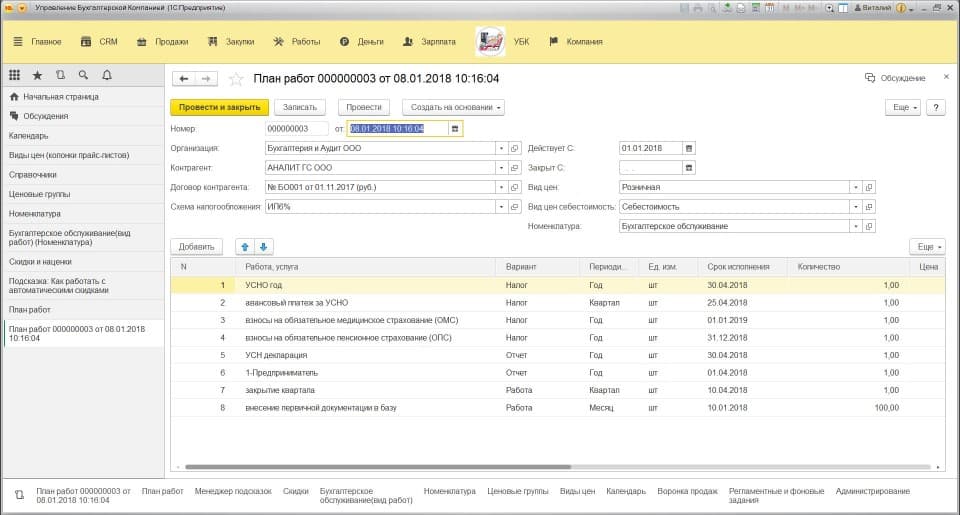 Управление Бухгалтерской Компанией (1С:Предприятие)
M M+ M-
Виталий
Главное CRM Продажи Закупки Работы Деньги Зарплата УБК Компания
План работ 000000003 от 08.01.2018 10:16:04
Обсуждение
Начальная страница
Обсуждения
Календарь
Виды цен (колонки прайс-листов)
Справочники
Ценовые группы
Номенклатура
Бухгалтерское обслуживание(вид
работ) (Номенклатура)
Скидки и наценки
Подсказка: Как работать с
автоматическими скидками
План работ
План работ 000000003 от 08.01.2018
10:16:04
Провести и закрыть Записать Провести Создать на основании Еще ?
Номер: 000000003 от: 08.01.2018 10:16:04
Организация: Бухгалтерия и Аудит ООО Действует С: 01.01.2018
Контрагент: АНАЛИТ ГС ООО Закрыт С: . .
Договор контрагента: № БО001 от 01.11.2017 (руб.) Вид цен: Розничная
Схема налогообложения: ИП6% Вид цен себестоимость: Себестоимость
Номенклатура: Бухгалтерское обслуживание
Добавить Еще
N Работа, услуга Вариант Периоди... Ед. изм. Срок исполнения Количество Цена
1 УСНО год Налог Год шт 30.04.2018 1,00
2 авансовый платеж за УСНО Налог Квартал шт 25.04.2018 1,00
3 взносы на обязательное медицинское страхование (ОМС) Налог Год шт 01.01.2019 1,00
4 взносы на обязательное пенсионное страхование (ОПС) Налог Год шт 31.12.2018 1,00
5 УСН декларация Отчет Год шт 30.04.2018 1,00
6 1-Предприниматель Отчет Год шт 01.04.2018 1,00
7 закрытие квартала Работа Квартал шт 10.04.2018 1,00
8 внесение первичной документации в базу Работа Месяц шт 10.01.2018 100,00
План работ 000000003 от
08.01.2018 10:16:04
План работ
Менеджер подсказок
Скидки
Бухгалтерское
обслуживание(вид работ)
Номенклатура
Ценовые группы
Виды цен
Календарь
Воронка продаж
Регламентные и фоновые
задания
Администрирование